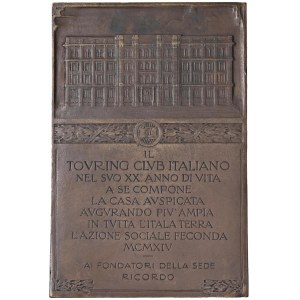 IL
TOVRING CLVB ITALIANO
NEL SVO XX° ANNO DI VITA
A SE COMPONE
LA CASA AVSPICATA
AVGVRANDO PIV' AMPIA
IN TVTTA L'ITALA TERRA
L'AZIONE SOCIALE FECONDA
MCMXIV
AI FONDATORI DELLA SEDE
RICORDO